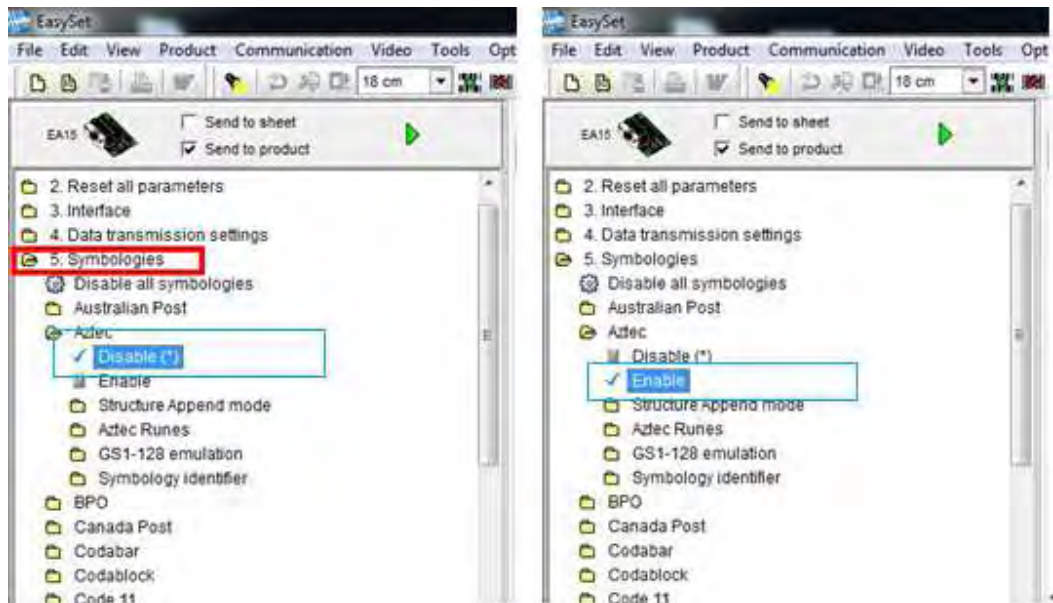 EasySet
File Edit View Product Communication Video Tools Opt
18 cm
EA15
Send to sheet
Send to product
2. Reset all parameters
3. Interface
4. Data transmission settings
5. Symbologies
Disable all symbologies
Australian Post
Aztec
Disable (*)
Enable
Structure Append mode
Aztec Runes
GS1-128 emulation
Symbology identifier
BPO
Canada Post
Codabar
Codablock
Code 11
EasySet
File Edit View Product Communication Video Tools Opt
18 cm
EA15
Send to sheet
Send to product
2. Reset all parameters
3. Interface
4. Data transmission settings
5. Symbologies
Disable all symbologies
Australian Post
Aztec
Disable (*)
Enable
Structure Append mode
Aztec Runes
GS1-128 emulation
Symbology identifier
BPO
Canada Post
Codabar
Codablock
Code 11